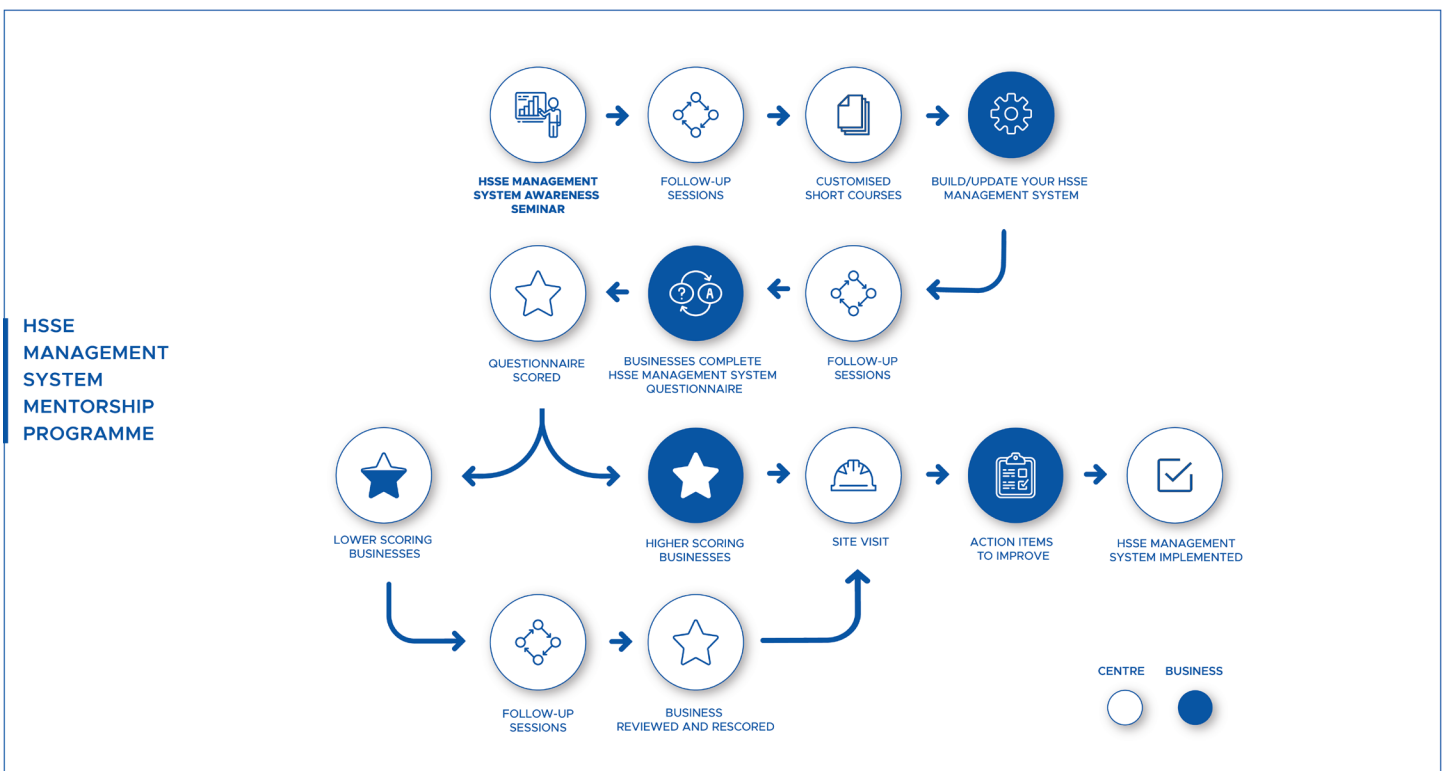 HSSE
MANAGEMENT
SYSTEM
MENTORSHIP
PROGRAMME
HSSE MANAGEMENT
SYSTEM AWARENESS
SEMINAR
FOLLOW-UP
SESSIONS
CUSTOMISED
SHORT COURSES
BUILD/UPDATE YOUR HSSE
MANAGEMENT SYSTEM
QUESTIONNAIRE
SCORED
? A
BUSINESSES COMPLETE
HSSE MANAGEMENT SYSTEM
QUESTIONNAIRE
FOLLOW-UP
SESSIONS
LOWER SCORING
BUSINESSES
HIGHER SCORING
BUSINESSES
SITE VISIT
ACTION ITEMS
TO IMPROVE
HSSE MANAGEMENT
SYSTEM IMPLEMENTED
FOLLOW-UP
SESSIONS
BUSINESS
REVIEWED AND RESCORED
CENTRE
BUSINESS